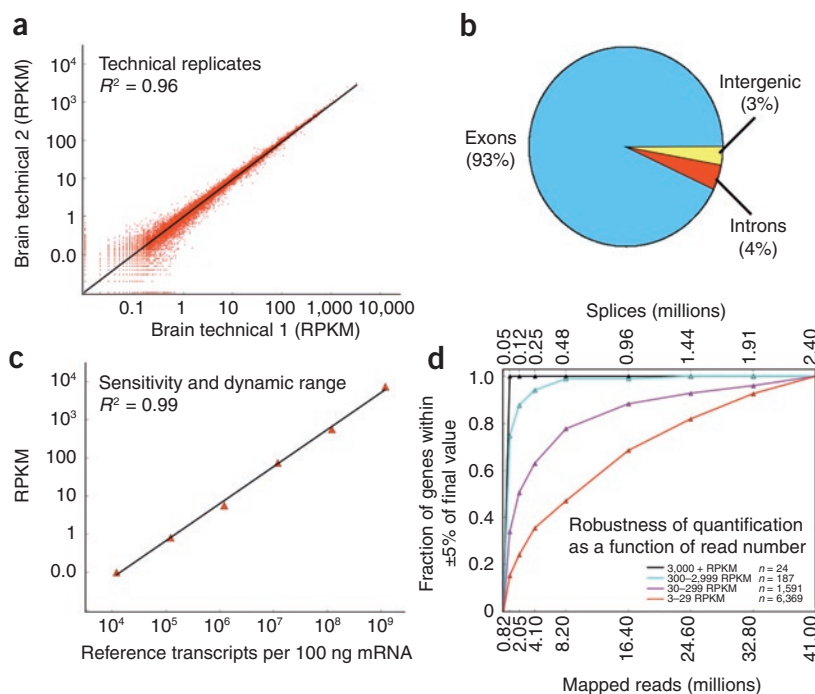 a
Technical replicates
R² = 0.96
Brain technical 2 (RPKM)
10⁴
1,000
100
10
1
0.0
0.1 1 10 100 1,000 10,000
Brain technical 1 (RPKM)
b
Exons
(93%)
Intergenic
(3%)
Introns
(4%)
c
Sensitivity and dynamic range
R² = 0.99
RPKM
10⁴
10³
100
10
1
0.0
10⁴ 10⁵ 10⁶ 10⁷ 10⁸ 10⁹
Reference transcripts per 100 ng mRNA
d
Splices (millions)
0.05 0.12 0.25 0.48 0.96 1.44 1.91 2.40
Fraction of genes within
±5% of final value
1.0
0.8
0.6
0.4
0.2
0
Robustness of quantification
as a function of read number
3,000 + RPKM n = 24
300–2,999 RPKM n = 187
30–299 RPKM n = 1,591
3–29 RPKM n = 6,369
0.82 2.05 4.10 8.20 16.40 24.60 32.80 41.00
Mapped reads (millions)